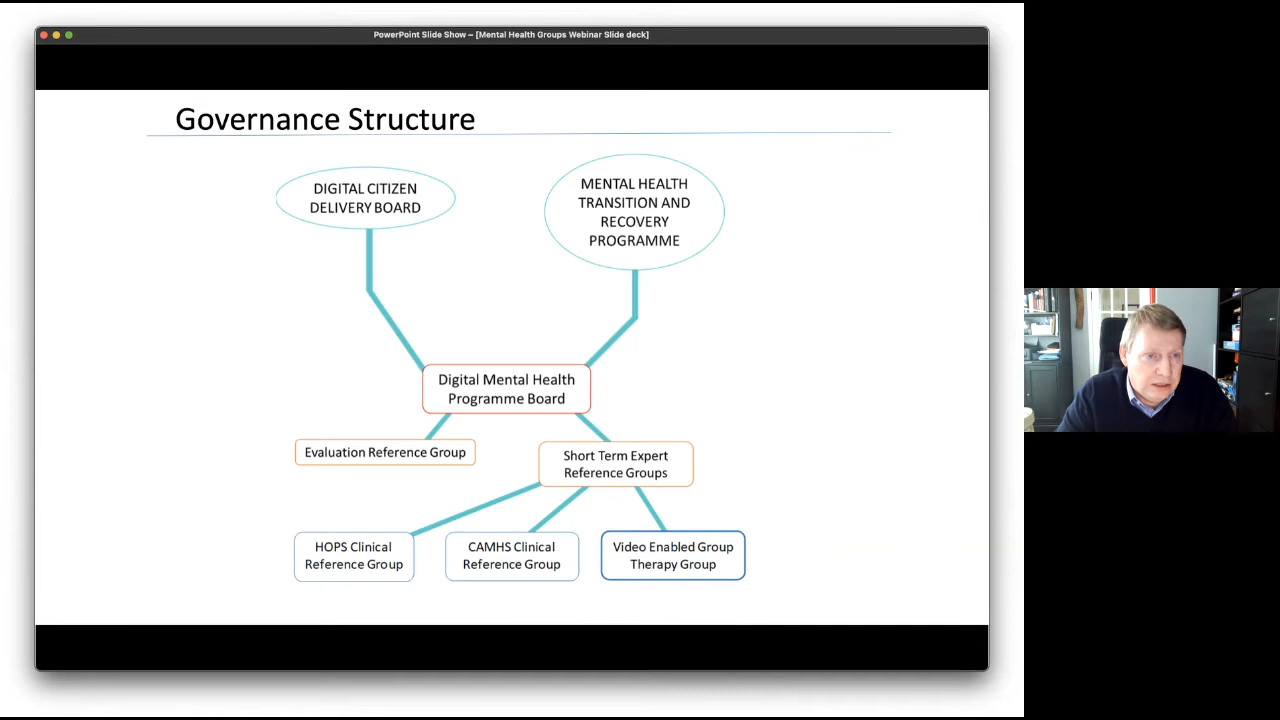 PowerPoint Slide Show – [Mental Health Groups Webinar Slide deck]
Governance Structure
DIGITAL CITIZEN
DELIVERY BOARD
MENTAL HEALTH
TRANSITION AND
RECOVERY
PROGRAMME
Digital Mental Health
Programme Board
Evaluation Reference Group
Short Term Expert
Reference Groups
HOPS Clinical
Reference Group
CAMHS Clinical
Reference Group
Video Enabled Group
Therapy Group